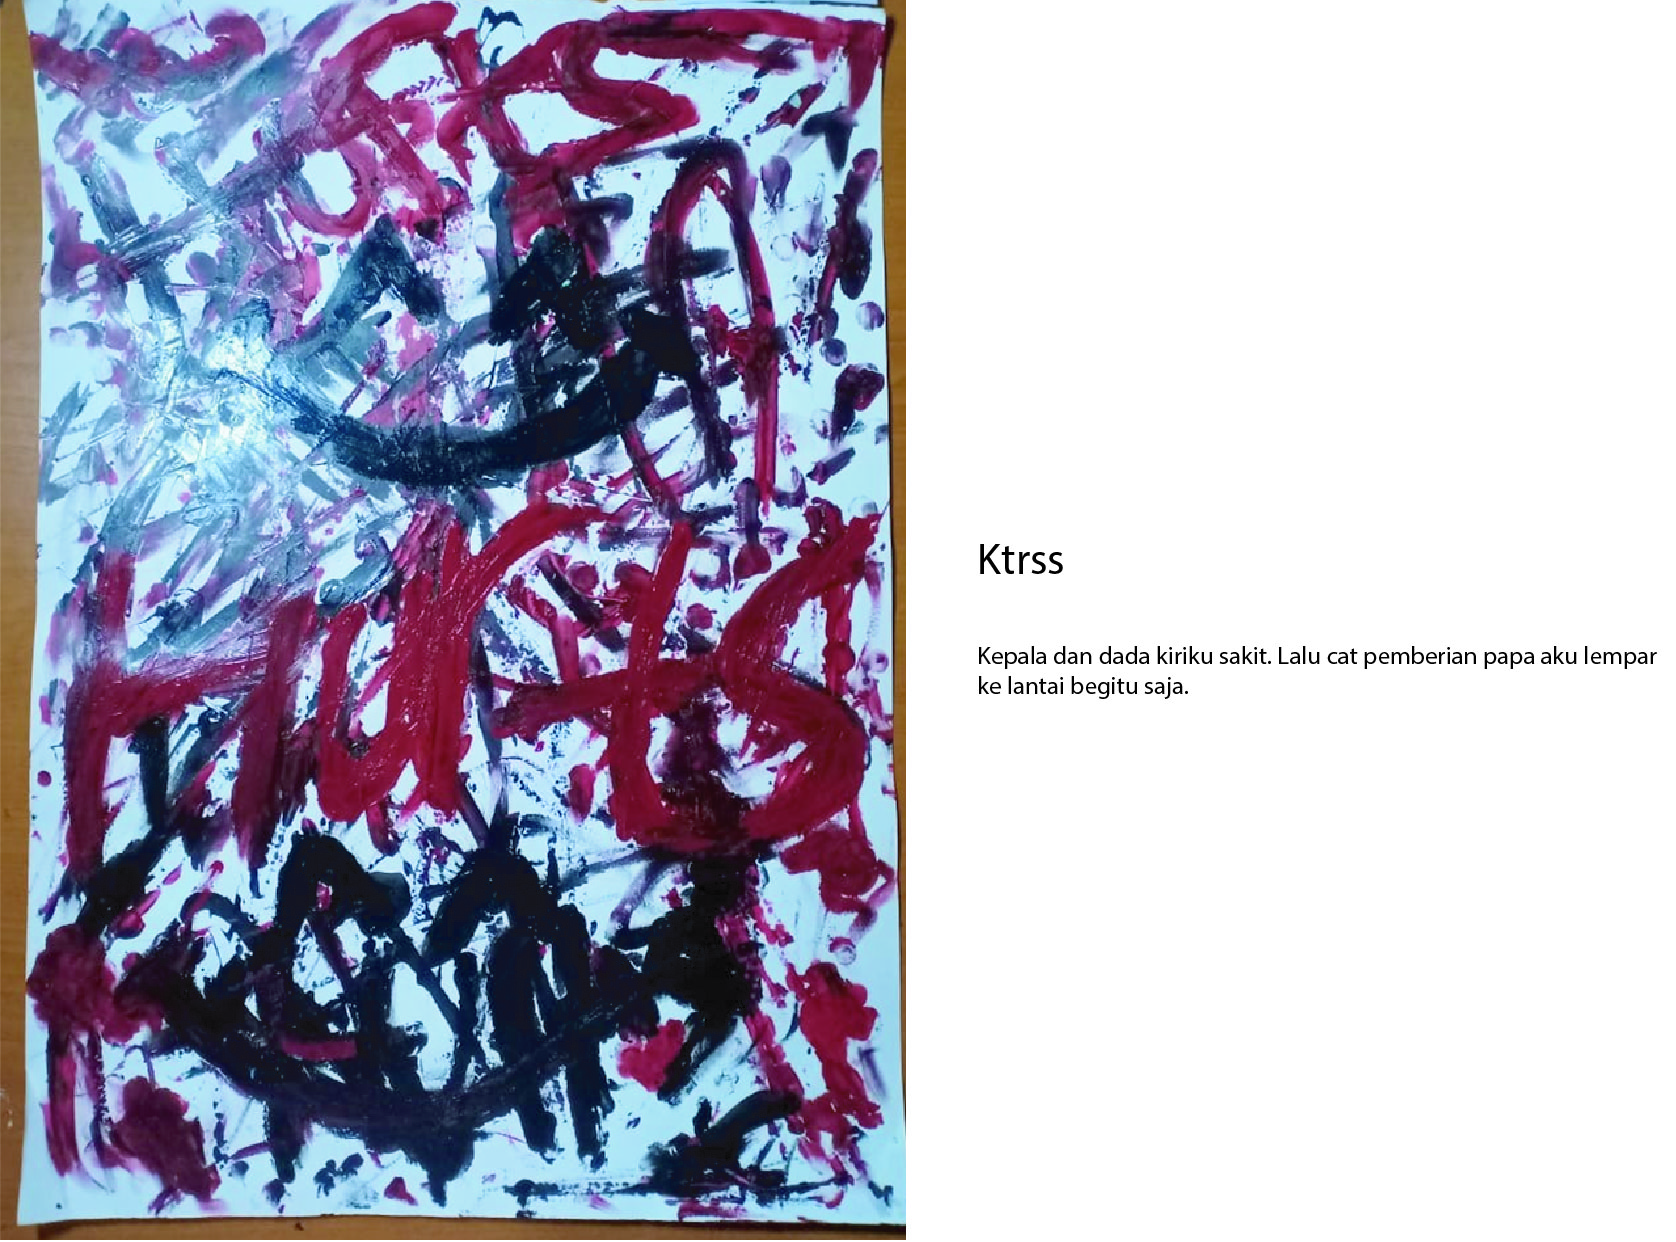 Hurts
Ktrss
Kepala dan dada kiriku sakit. Lalu cat pemberian papa aku lempar
ke lantai begitu saja.